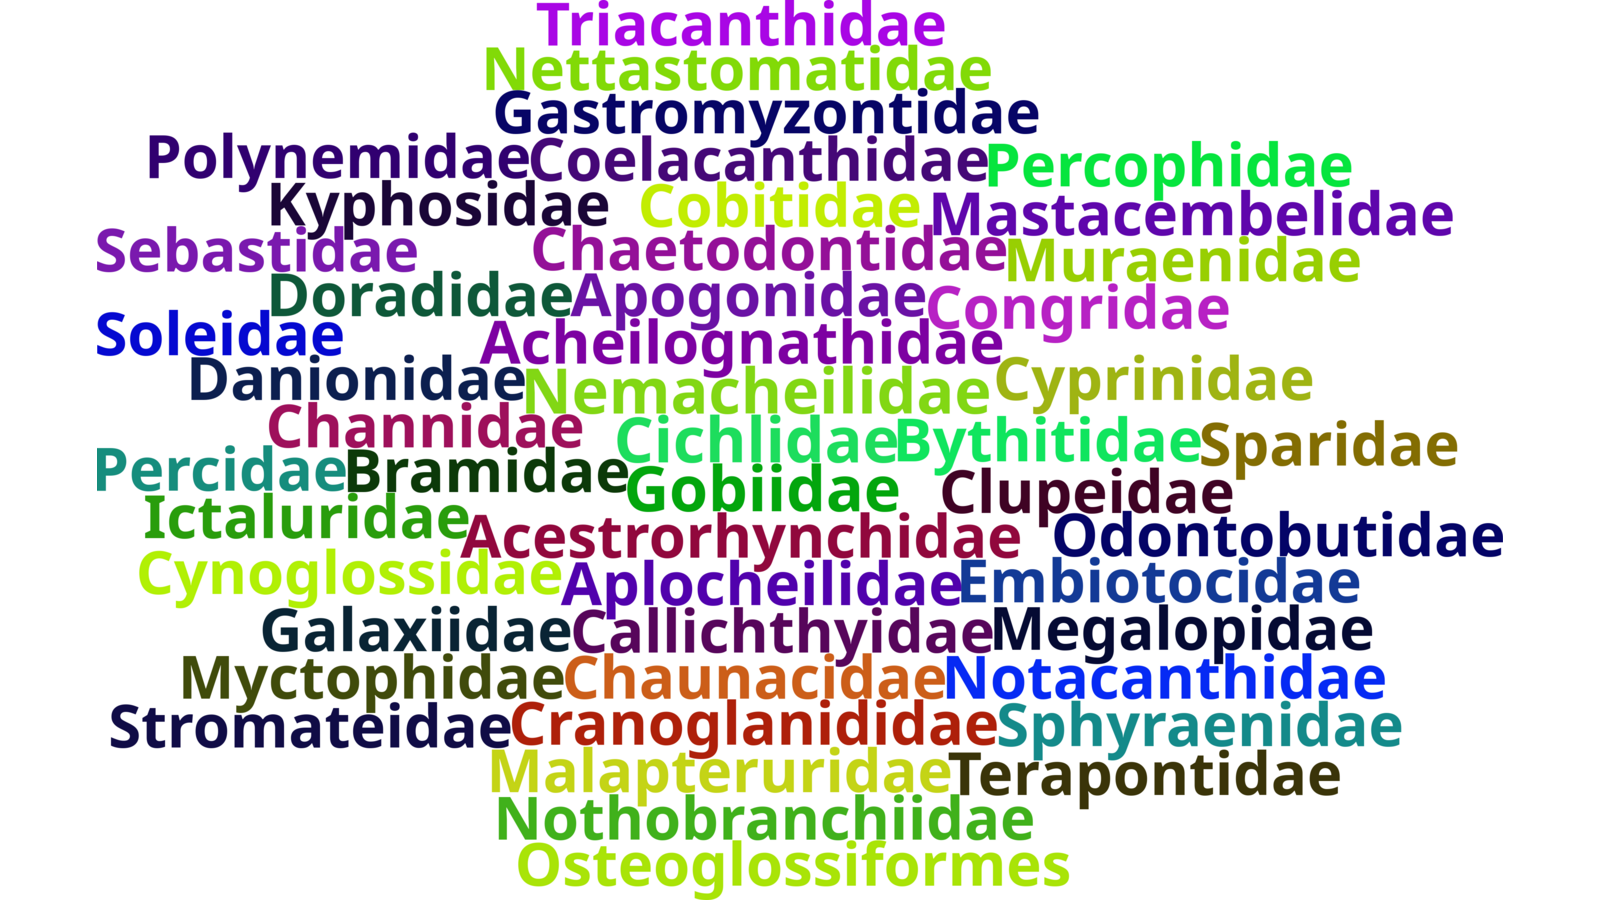 Triacanthidae
Nettastomatidae
Gastromyzontidae
Polynemidae Coelacanthidae Percophidae
Kyphosidae Cobitidae Mastacembelidae
Sebastidae Chaetodontidae Muraenidae
Doradidae Apogonidae Congridae
Soleidae Acheilognathidae
Danionidae Nemacheilidae Cyprinidae
Channidae Cichlidae Bythitidae Sparidae
Percidae Bramidae Gobiidae Clupeidae
Ictaluridae Acestrorhynchidae Odontobutidae
Cynoglossidae Aplocheilidae Embiotocidae
Galaxiidae Callichthyidae Megalopidae
Myctophidae Chaunacidae Notacanthidae
Stromateidae Cranoglanididae Sphyraenidae
Malapteruridae Terapontidae
Nothobranchiidae
Osteoglossiformes